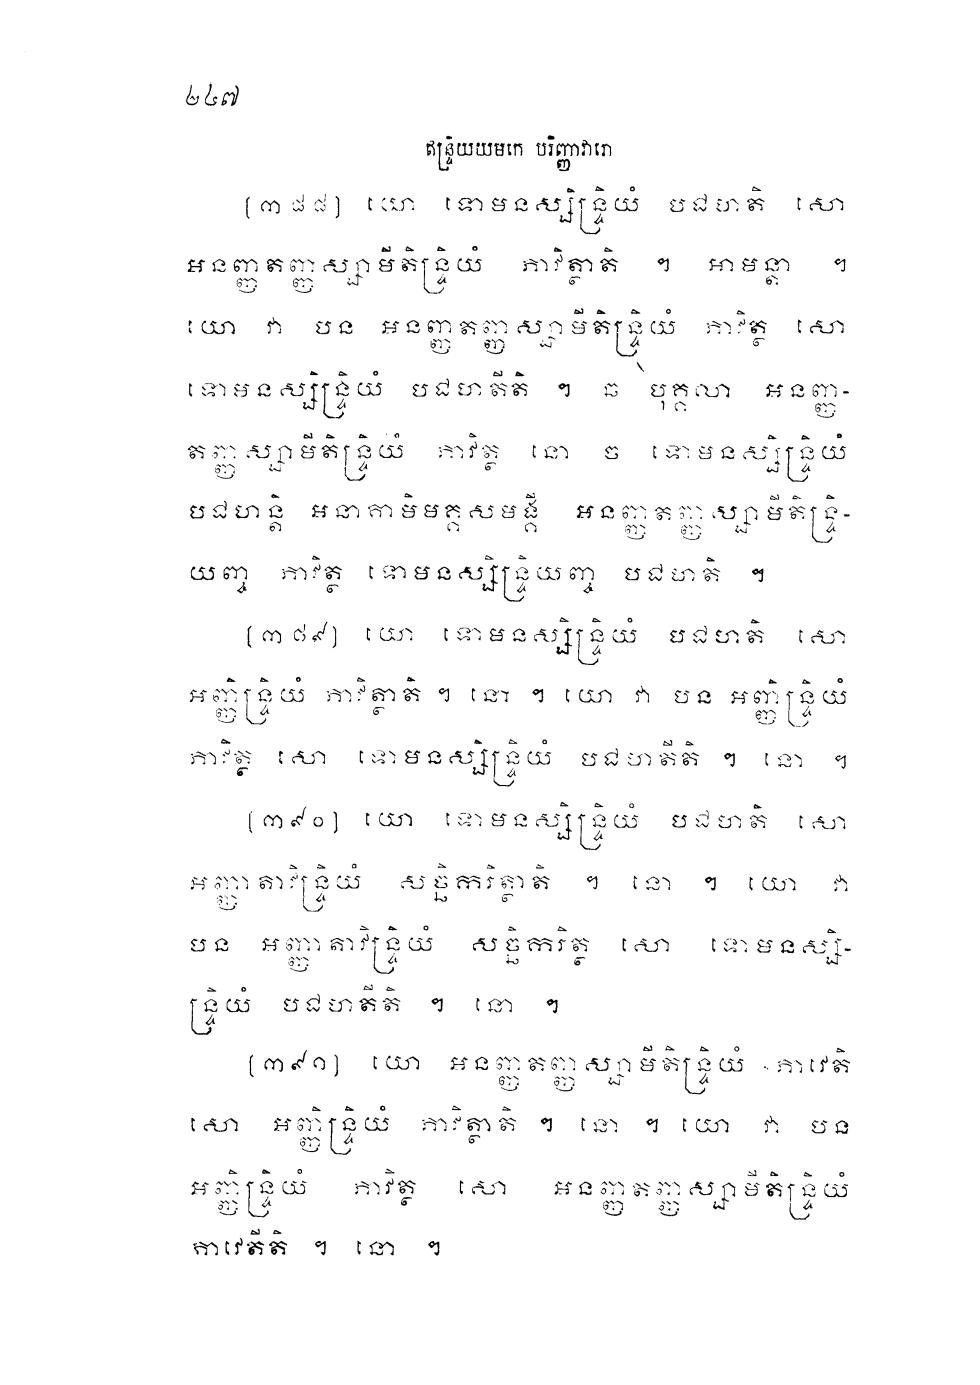 ២៤៧
ឥន្ទ្រិយយមកេ បរិញ្ញាវារោ
[៣៨៨] យោ ទោមនស្សិន្ទ្រិយំ បជហតិ សោ
អនញ្ញតញ្ញស្សាមីតិន្ទ្រិយំ ភាវិត្ថាតិ ។ អាមន្តា ។
យោ វា បន អនញ្ញតញ្ញស្សាមីតិន្ទ្រិយំ ភាវិត្ថ សោ
ទោមនស្សិន្ទ្រិយំ បជហតីតិ ។ ឆ បុគ្គលា អនញ្ញ-
តញ្ញស្សាមីតិន្ទ្រិយំ ភាវិត្ថ នោ ច ទោមនស្សិន្ទ្រិយំ
បជហន្តិ អនាគាមិមគ្គសមង្គី អនញ្ញតញ្ញស្សាមីតិន្ទ្រិ-
យញ្ច ភាវិត្ថ ទោមនស្សិន្ទ្រិយញ្ច បជហតិ ។
[៣៨៩] យោ ទោមនស្សិន្ទ្រិយំ បជហតិ សោ
អញ្ញិន្ទ្រិយំ ភាវិត្ថាតិ ។ នោ ។ យោ វា បន អញ្ញិន្ទ្រិយំ
ភាវិត្ថ សោ ទោមនស្សិន្ទ្រិយំ បជហតីតិ ។ នោ ។
[៣៩០] យោ ទោមនស្សិន្ទ្រិយំ បជហតិ សោ
អញ្ញាតាវិន្ទ្រិយំ សច្ឆិករិត្ថាតិ ។ នោ ។ យោ វា
បន អញ្ញាតាវិន្ទ្រិយំ សច្ឆិករិត្ថ សោ ទោមនស្សិ-
ន្ទ្រិយំ បជហតីតិ ។ នោ ។
[៣៩១] យោ អនញ្ញតញ្ញស្សាមីតិន្ទ្រិយំ ភាវេតិ
សោ អញ្ញិន្ទ្រិយំ ភាវិត្ថាតិ ។ នោ ។ យោ វា បន
អញ្ញិន្ទ្រិយំ ភាវិត្ថ សោ អនញ្ញតញ្ញស្សាមីតិន្ទ្រិយំ
ភាវេតីតិ ។ នោ ។